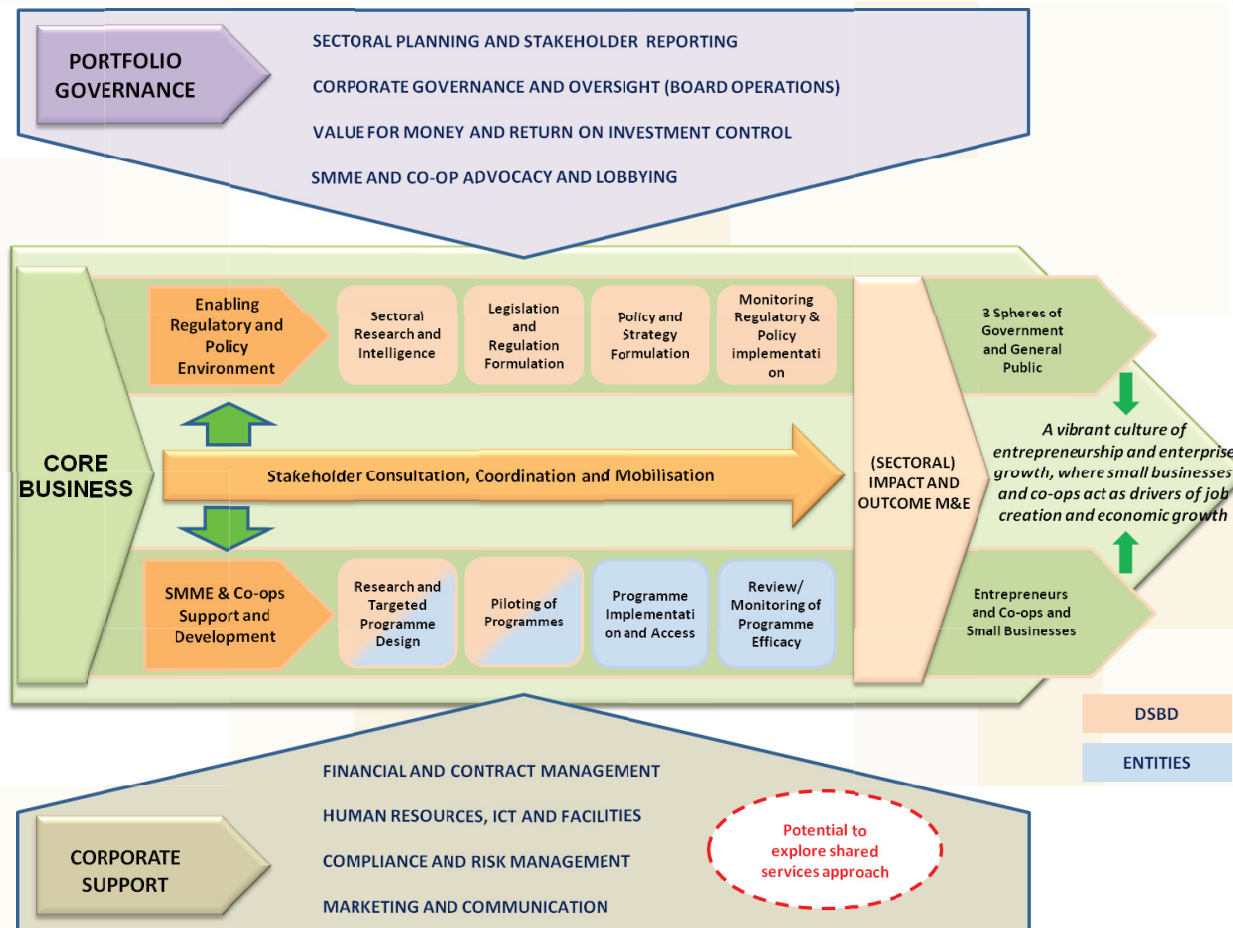 PORTFOLIO
GOVERNANCE
SECTORAL PLANNING AND STAKEHOLDER REPORTING
CORPORATE GOVERNANCE AND OVERSIGHT (BOARD OPERATIONS)
VALUE FOR MONEY AND RETURN ON INVESTMENT CONTROL
SMME AND CO-OP ADVOCACY AND LOBBYING
CORE
BUSINESS
Enabling
Regulatory and
Policy
Environment
Sectoral
Research and
Intelligence
Legislation
and
Regulation
Formulation
Policy and
Strategy
Formulation
Monitoring
Regulatory &
Policy
implementati
on
3 Spheres of
Government
and General
Public
Stakeholder Consultation, Coordination and Mobilisation
(SECTORAL)
IMPACT AND
OUTCOME M&E
A vibrant culture of
entrepreneurship and enterprise
growth, where small businesses
and co-ops act as drivers of job
creation and economic growth
SMME & Co-ops
Support and
Development
Research and
Targeted
Programme
Design
Piloting of
Programmes
Programme
Implementati
on and Access
Review/
Monitoring of
Programme
Efficacy
Entrepreneurs
and Co-ops and
Small Businesses
DSBD
ENTITIES
CORPORATE
SUPPORT
FINANCIAL AND CONTRACT MANAGEMENT
HUMAN RESOURCES, ICT AND FACILITIES
COMPLIANCE AND RISK MANAGEMENT
MARKETING AND COMMUNICATION
Potential to
explore shared
services approach